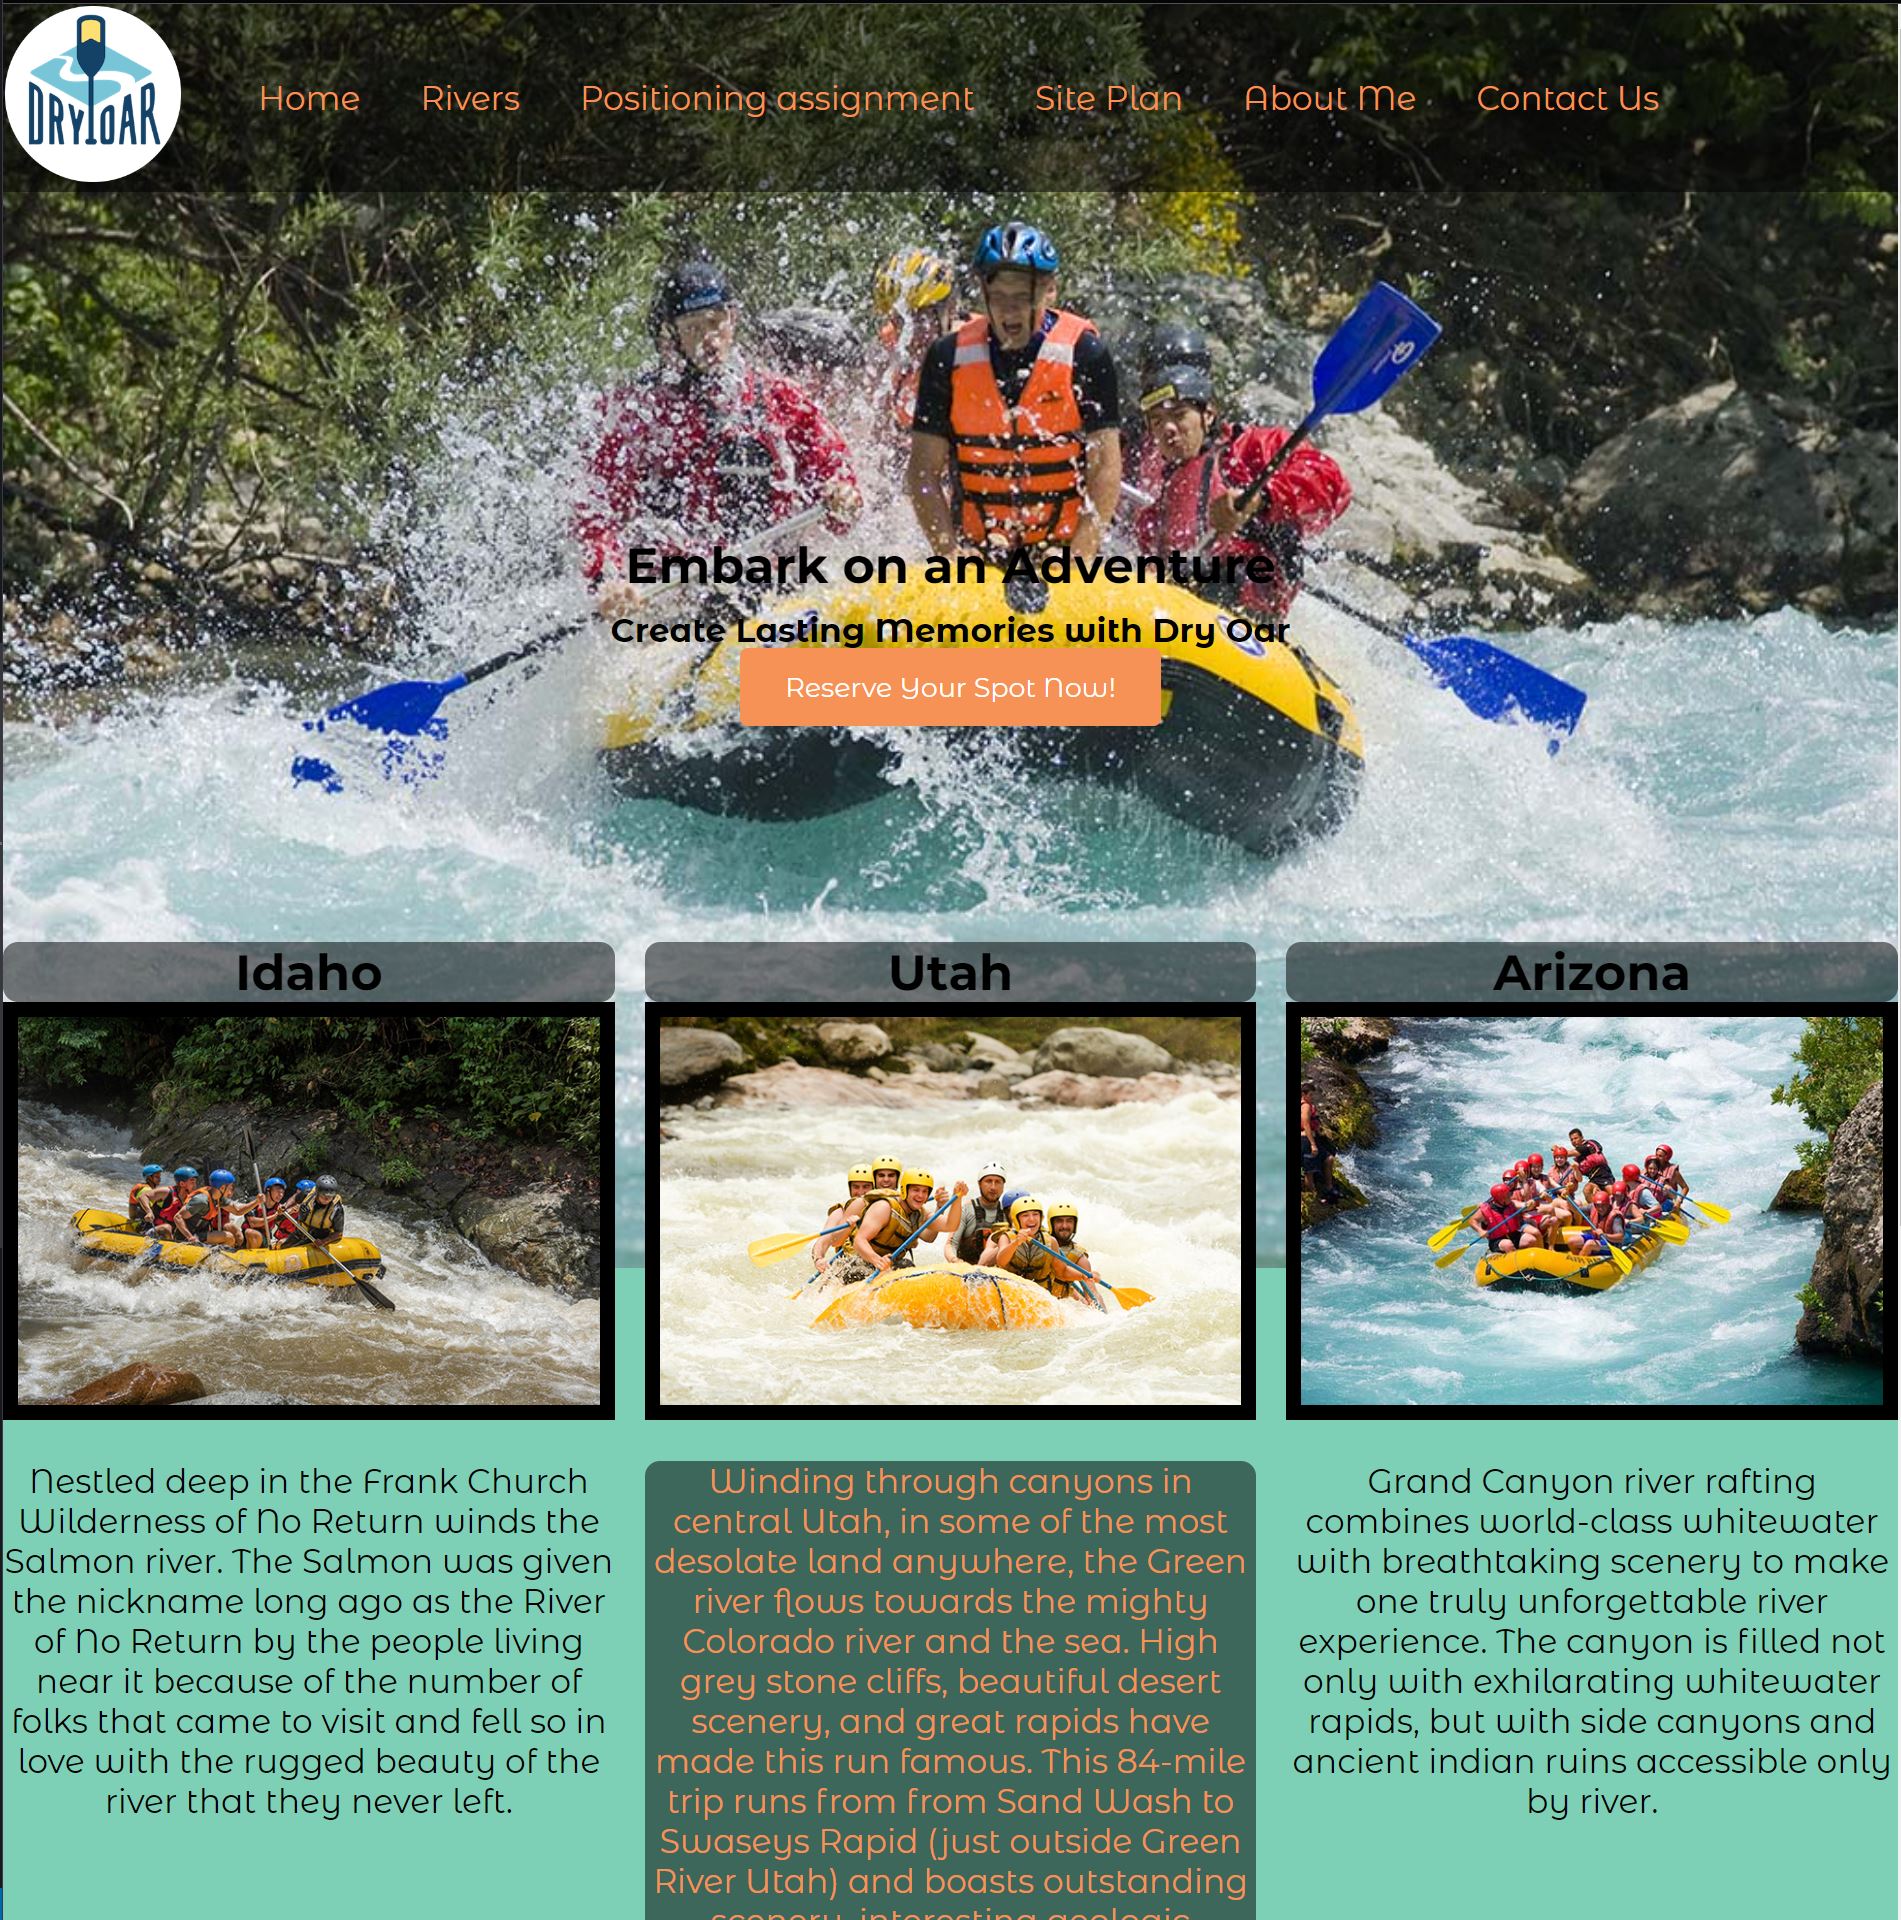 DRY OAR
Home Rivers Positioning assignment Site Plan About Me Contact Us
Embark on an Adventure
Create Lasting Memories with Dry Oar
Reserve Your Spot Now!
Idaho
Utah
Arizona
Nestled deep in the Frank Church
Wilderness of No Return winds the
Salmon river. The Salmon was given
the nickname long ago as the River
of No Return by the people living
near it because of the number of
folks that came to visit and fell so in
love with the rugged beauty of the
river that they never left.
Winding through canyons in
central Utah, in some of the most
desolate land anywhere, the Green
river flows towards the mighty
Colorado river and the sea. High
grey stone cliffs, beautiful desert
scenery, and great rapids have
made this run famous. This 84-mile
trip runs from from Sand Wash to
Swaseys Rapid (just outside Green
River Utah) and boasts outstanding
scenery, interesting geologic
Grand Canyon river rafting
combines world-class whitewater
with breathtaking scenery to make
one truly unforgettable river
experience. The canyon is filled not
only with exhilarating whitewater
rapids, but with side canyons and
ancient indian ruins accessible only
by river.